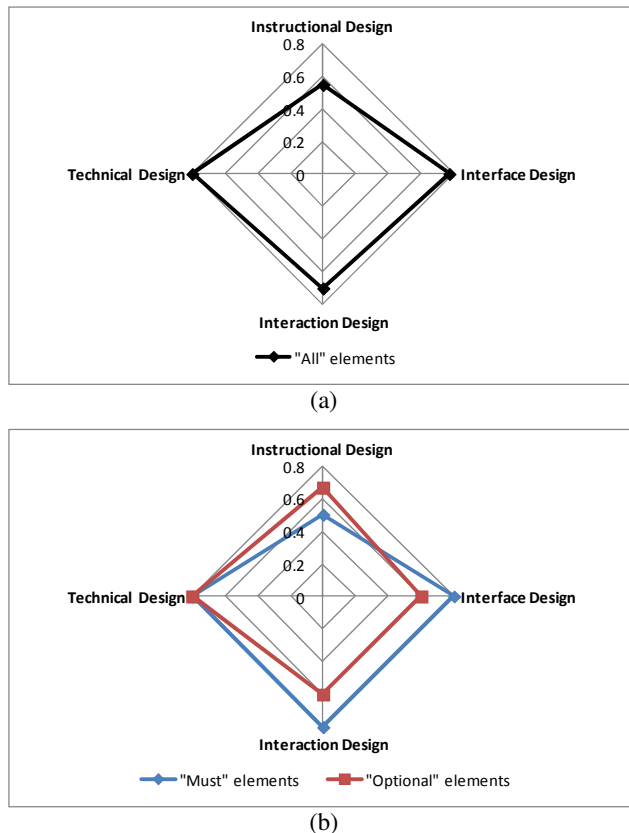 Instructional Design
0.8
0.6
0.4
0.2
0
Technical Design
Interface Design
Interaction Design
"All" elements
(a)
Instructional Design
0.8
0.6
0.4
0.2
0
Technical Design
Interface Design
Interaction Design
"Must" elements
"Optional" elements
(b)